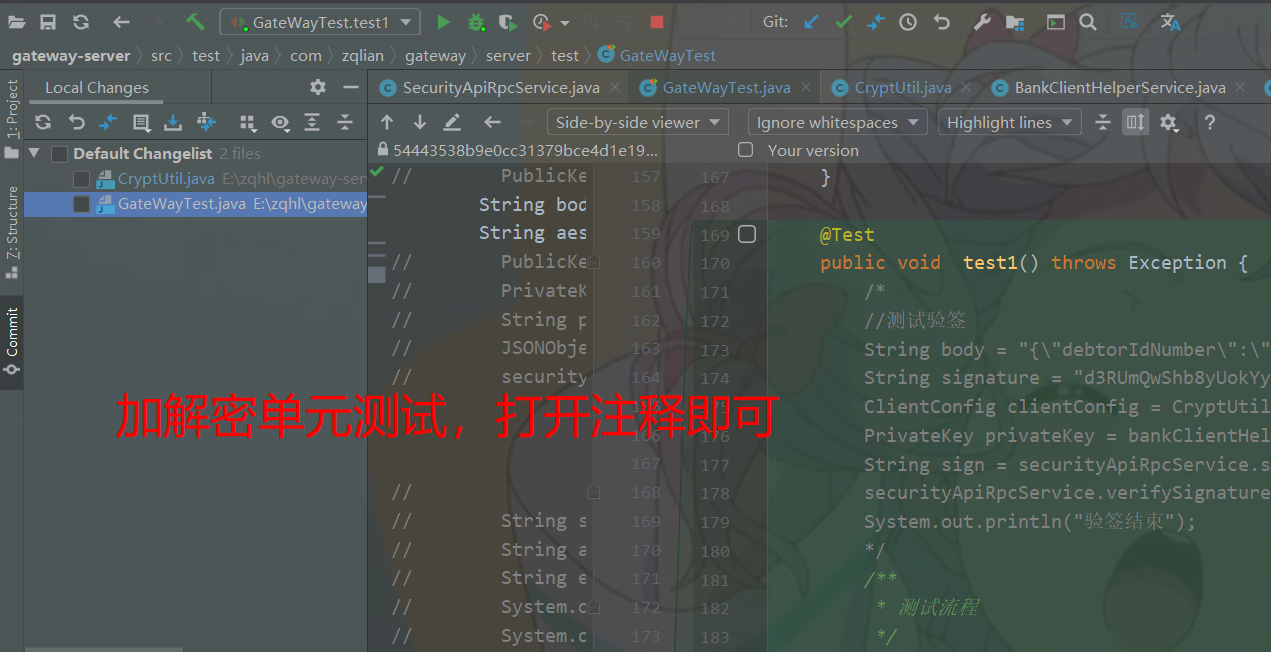 GateWayTest.test1
Git:
gateway-server src test java com zqlian gateway server test GateWayTest
1: Project
Z: Structure
Commit
Local Changes
SecurityApiRpcService.java GateWayTest.java CryptUtil.java BankClientHelperService.java
Side-by-side viewer Ignore whitespaces Highlight lines ?
Default Changelist 2 files
CryptUtil.java E:\zqhl\gateway-ser
GateWayTest.java E:\zqhl\gateway
54443538b9e0cc31379bce4d1e19... Your version
// PublicKe 157 167 }
String bod 158 168
String aes 159 169 @Test
// PublicKe 160 170 public void test1() throws Exception {
// PrivateK 161 171 /*
// String p 162 172 //测试验签
// JSONObje 163 173 String body = "{\"debtorIdNumber\":\"
// security 164 174 String signature = "d3RUmQwShb8yUokYy
ClientConfig clientConfig = CryptUtil
加解密单元测试，打开注释即可
166 176 PrivateKey privateKey = bankClientHel
167 177 String sign = securityApiRpcService.s
// 168 178 securityApiRpcService.verifySignature
// String s 169 179 System.out.println("验签结束");
// String a 170 180 */
// String e 171 181 /**
// System.o 172 182 * 测试流程
// System.o 173 183 */